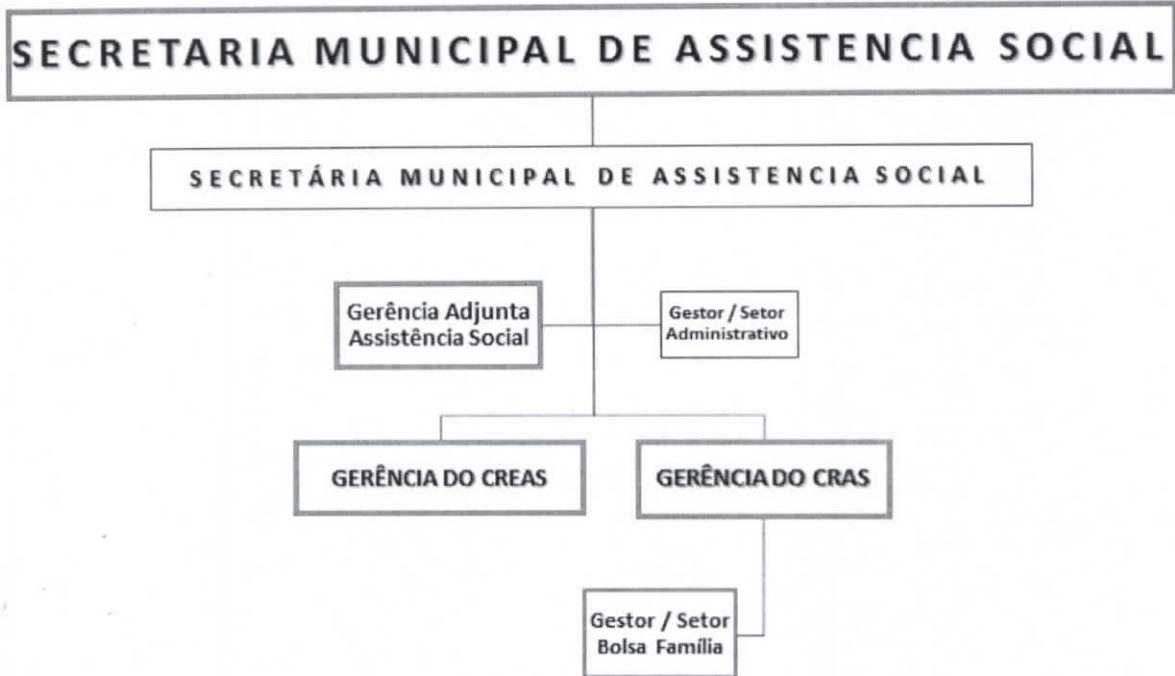 SECRETARIA MUNICIPAL DE ASSISTENCIA SOCIAL
SECRETÁRIA MUNICIPAL DE ASSISTENCIA SOCIAL
Gerência Adjunta
Assistência Social
Gestor / Setor
Administrativo
GERÊNCIA DO CREAS
GERÊNCIA DO CRAS
Gestor / Setor
Bolsa Família